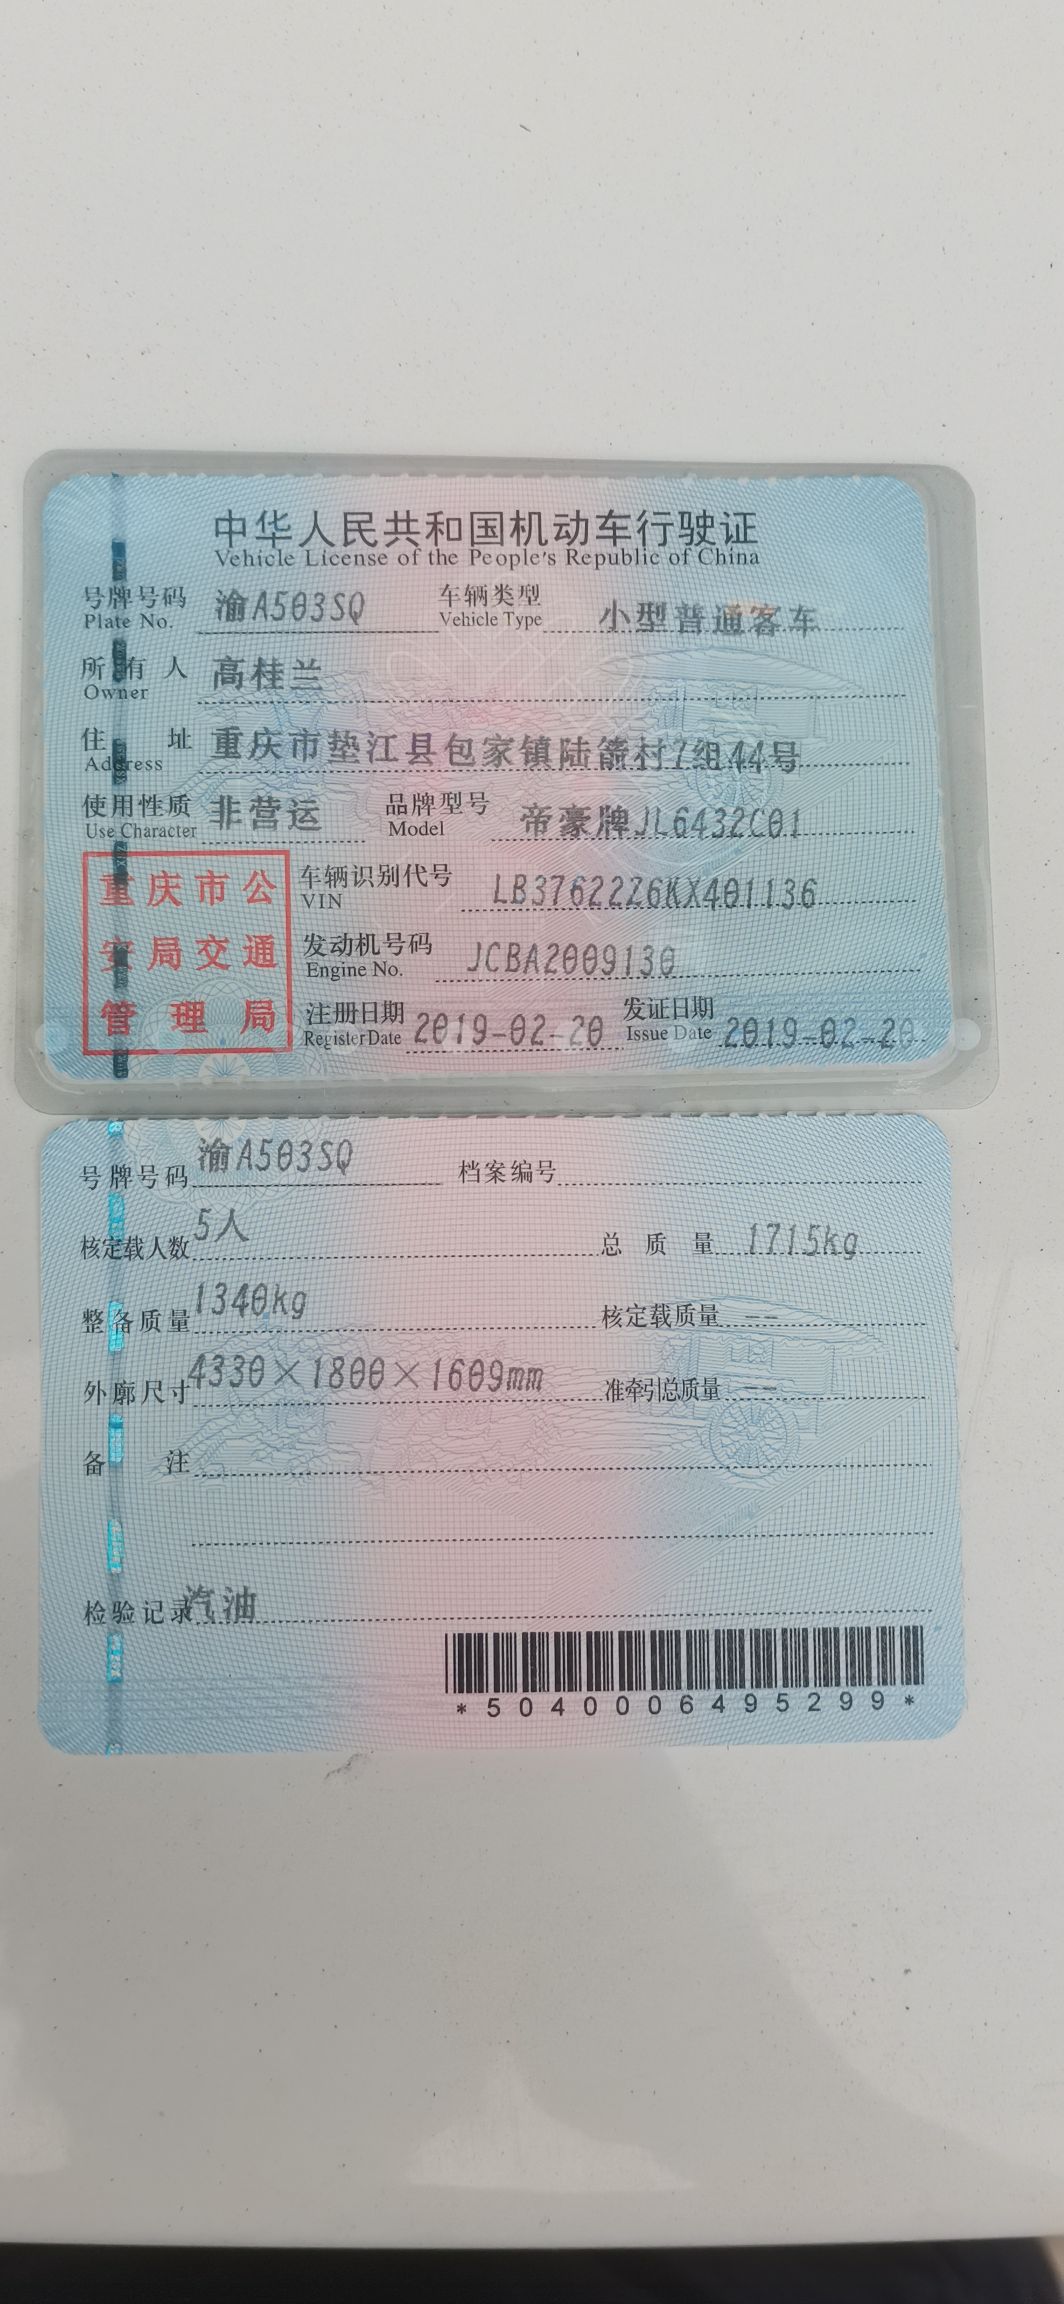 中华人民共和国机动车行驶证
Vehicle License of the People's Republic of China
号牌号码 渝A503SQ 车辆类型 小型普通客车
Plate No. Vehicle Type
所有人 高桂兰
Owner
住址 重庆市垫江县包家镇陆箭村7组44号
Address
使用性质 非营运 品牌型号 帝豪牌JL6432C01
Use Character Model
重庆市公
安局交通
管理局
车辆识别代号 LB37622Z6KX401136
VIN
发动机号码 JCBA2009130
Engine No.
注册日期 2019-02-20 发证日期 2019-02-20
Register Date Issue Date
号牌号码 渝A503SQ 档案编号
核定载人数 5人 总质量 1715kg
整备质量 1340kg 核定载质量 --
外廓尺寸 4330×1800×1609mm 准牵引总质量 --
备注
检验记录 汽油
*5040006495299*